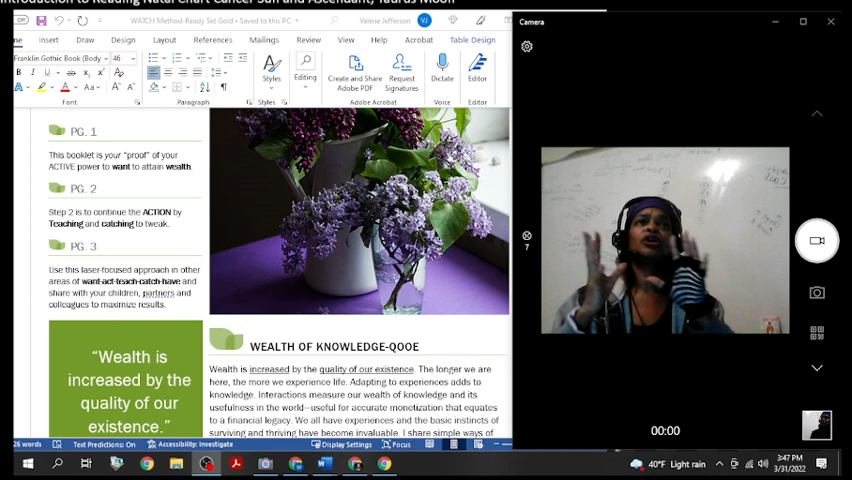 Introduction to Reading Natal Chart Cancer Sun and Ascendant, Taurus Moon
Off
WATCH Method-Ready Set Gold • Saved to this PC
Valerie Jefferson
VJ
Camera
Insert
Draw
Design
Layout
References
Mailings
Review
View
Help
Acrobat
Table Design
Franklin Gothic Book (Body
46
Styles
Editing
Create and Share
Adobe PDF
Request
Signatures
Dictate
Editor
Font
Paragraph
Styles
Adobe Acrobat
Voice
Editor
PG. 1
This booklet is your “proof” of your
ACTIVE power to want to attain wealth.
PG. 2
Step 2 is to continue the ACTION by
Teaching and catching to tweak.
PG. 3
Use this laser-focused approach in other
areas of want-act-teach-catch-have and
share with your children, partners and
colleagues to maximize results.
“Wealth is
increased by the
quality of our
existence.”
WEALTH OF KNOWLEDGE-QOOE
Wealth is increased by the quality of our existence. The longer we are
here, the more we experience life. Adapting to experiences adds to
knowledge. Interactions measure our wealth of knowledge and its
usefulness in the world—useful for accurate monetization that equates
to a financial legacy. We all have experiences and the basic instincts of
surviving and thriving have become invaluable. I share simple ways of
7
00:00
26 words
Text Predictions: On
Accessibility: Investigate
Display Settings
Focus
40°F Light rain
3:47 PM
3/31/2022